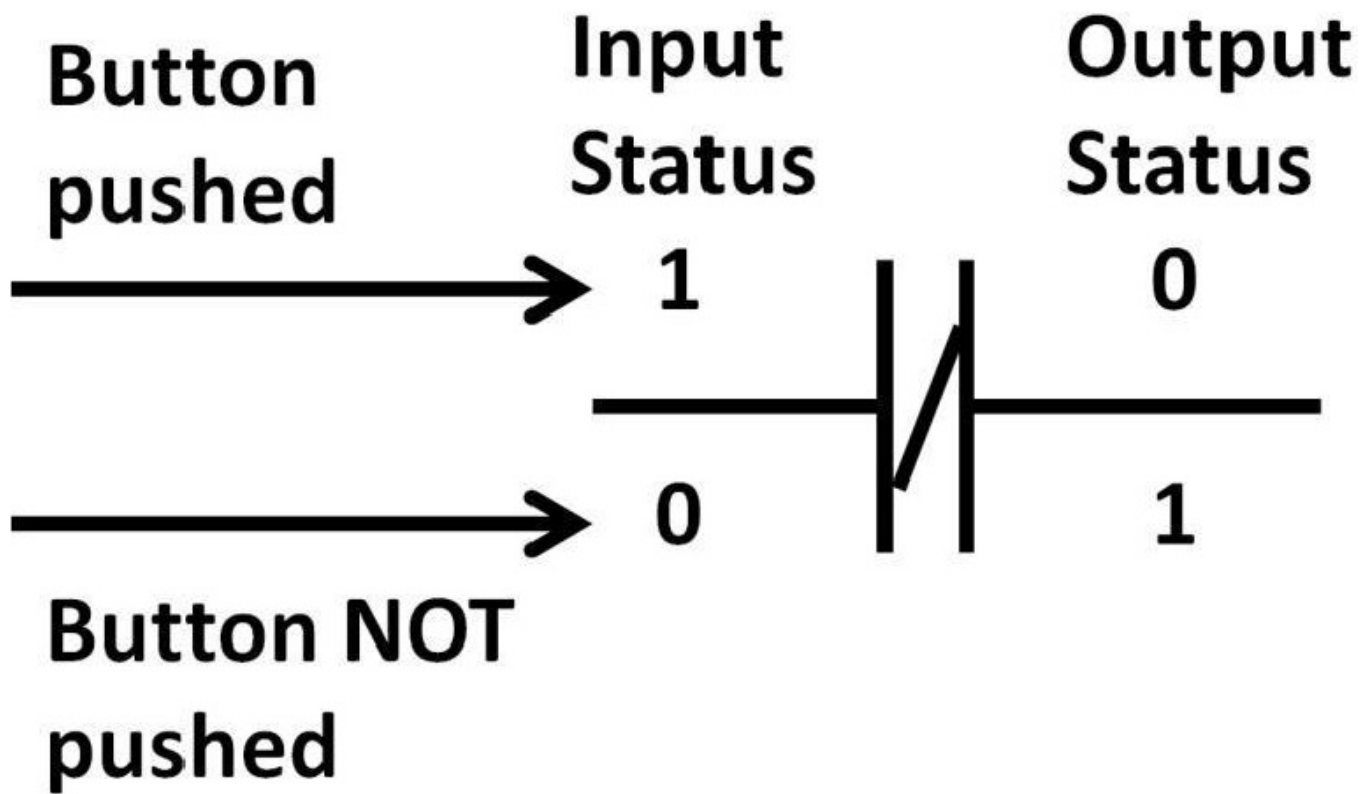 Button
pushed
Input
Status
Output
Status
1
0
0
1
Button NOT
pushed